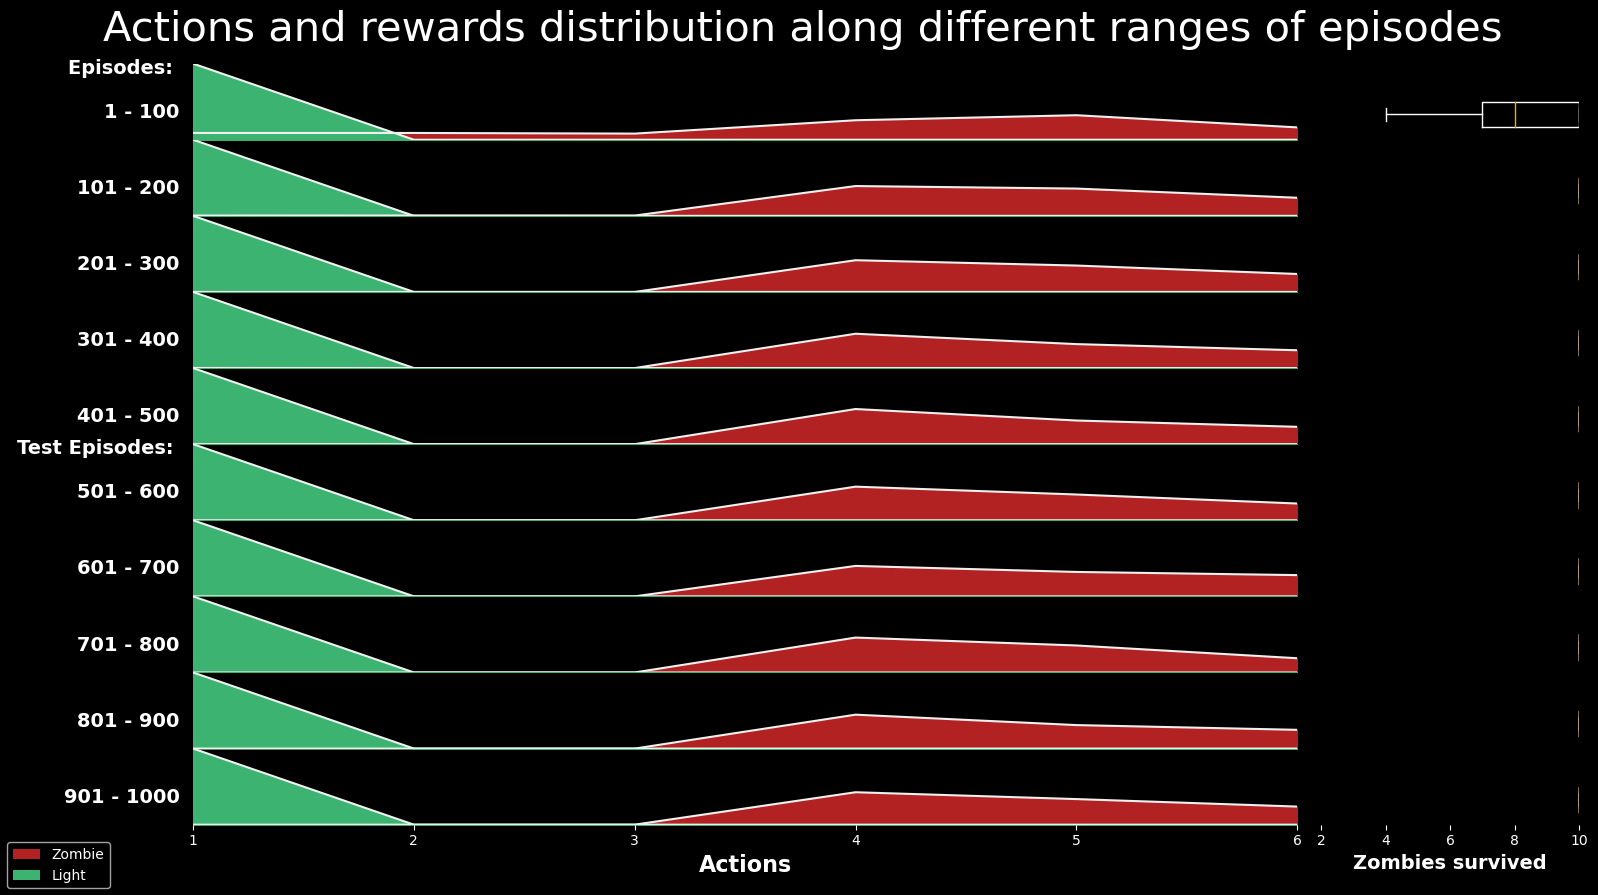 Actions and rewards distribution along different ranges of episodes
Episodes:
1 - 100
101 - 200
201 - 300
301 - 400
401 - 500
Test Episodes:
501 - 600
601 - 700
701 - 800
801 - 900
901 - 1000
1 2 3 4 5 6
2 4 6 8 10
Actions
Zombies survived
Zombie
Light